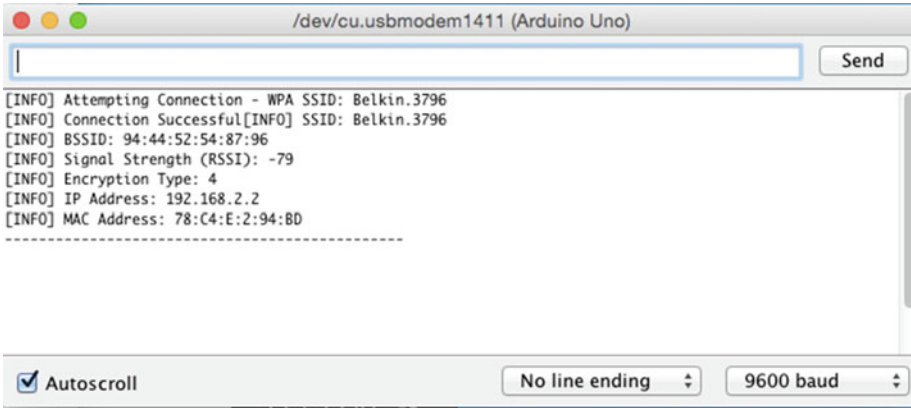 /dev/cu.usbmodem1411 (Arduino Uno)
Send
[INFO] Attempting Connection - WPA SSID: Belkin.3796
[INFO] Connection Successful[INFO] SSID: Belkin.3796
[INFO] BSSID: 94:44:52:54:87:96
[INFO] Signal Strength (RSSI): -79
[INFO] Encryption Type: 4
[INFO] IP Address: 192.168.2.2
[INFO] MAC Address: 78:C4:E:2:94:BD
------------------------------------------------
Autoscroll
No line ending
9600 baud